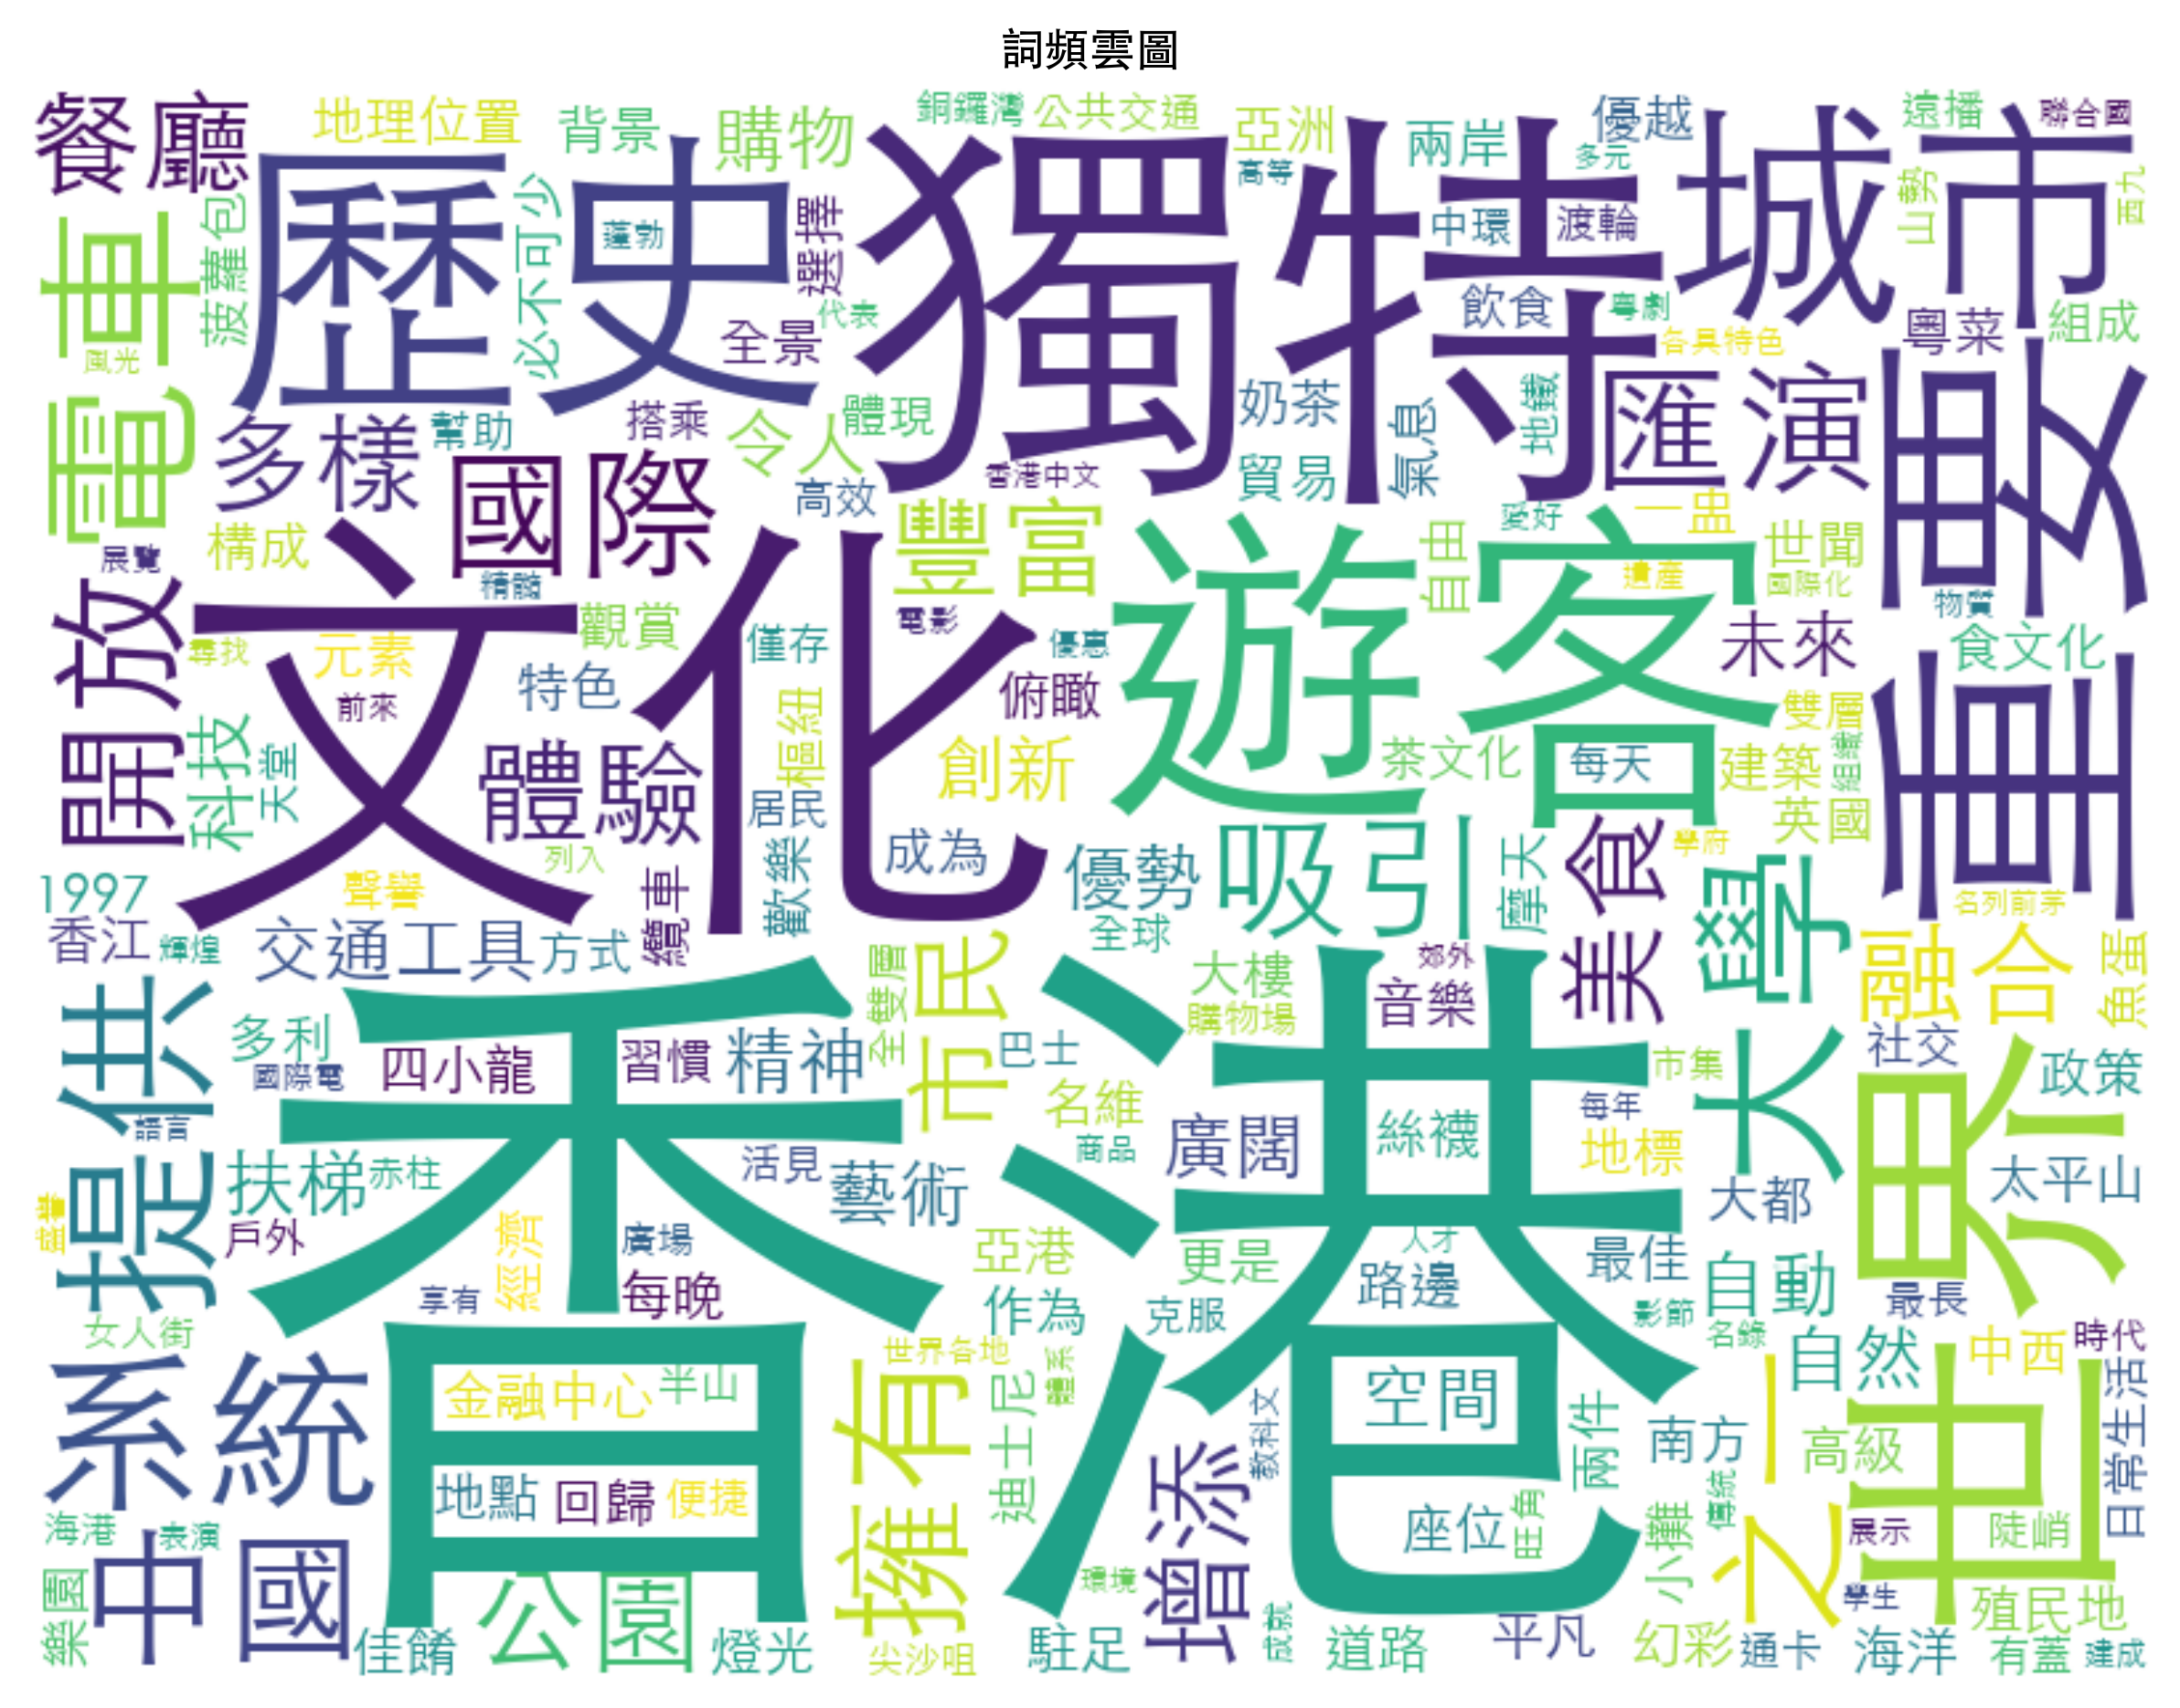 詞頻雲圖
餐廳
地理位置
背景
購物
銅鑼灣
公共交通
亞洲
兩岸
優越
遠播
聯合國
歷史
獨特
城市
高等
多元
山勢
西九
電車
菠蘿包
必不可少
蓬勃
選擇
中環
渡輪
代表
全景
飲食
粵劇
各具特色
粵菜
組成
風光
多樣
幫助
搭乘
令人
體現
奶茶
氣息
地鐵
匯演
重要
國際
高效
香港中文
貿易
豐富
一盅
愛好
世聞
構成
展覽
精髓
文化
遊客
自由
遺產
國際化
物質
開放
尋找
元素
觀賞
僅存
電影
優惠
未來
食文化
前來
特色
樞紐
俯瞰
雙層
科技
天堂
體驗
創新
茶文化
每天
建築
組織
英國
居民
成為
優勢
吸引
摩天
美食
學府
大學
列入
1997
聲譽
纜車
歡樂
名列前茅
香江
輝煌
交通工具
方式
全雙層
市民
全球
大樓
郊外
融合
魚蛋
提供
香港
購物場
音樂
多利
四小龍
習慣
精神
巴士
市集
社交
政策
國際電
語言
名維
每年
世界
商品
廣闊
絲襪
地標
扶梯
赤柱
活見
藝術
大都
太平山
戶外
經濟
廣場
亞港
更是
人才
最佳
自動
享有
每晚
作為
克服
路邊
影節
最長
女人街
世界各地
名錄
自然
中西
時代
系統
金融中心
半山
擁有
迪士尼
體系
教科文
空間
兩件
南方
之一
高級
日常生活
地點
回歸
便捷
增添
座位
旺角
小攤
傳統
展示
陡峭
海港
表演
中國
樂園
公園
佳餚
燈光
尖沙咀
駐足
成就
道路
平凡
幻彩
通卡
學生
海洋
殖民地
有蓋
建成